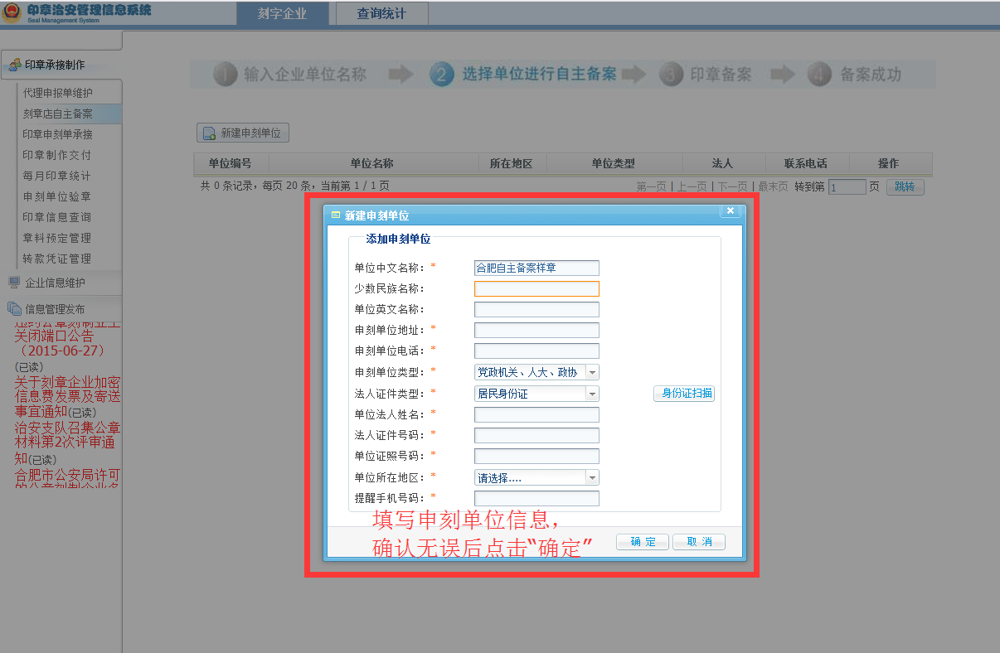 印章治安管理信息系统
Seal Management System
刻字企业
查询统计
印章承接制作
代理申报单维护
刻章店自主备案
印章申刻单承接
印章制作交付
每月印章统计
申刻单位验章
印章信息查询
章料预定管理
转款凭证管理
企业信息维护
信息管理发布
关闭端口公告
（2015-06-27）
(已读)
关于刻章企业加密
信息费发票及寄送
事宜通知(已读)
治安支队召集公章
材料第2次评审通
知(已读)
合肥市公安局许可
1 输入企业单位名称
2 选择单位进行自主备案
3 印章备案
4 备案成功
新建申刻单位
单位编号 单位名称 所在地区 单位类型 法人 联系电话 操作
共 0 条记录，每页 20 条，当前第 1 / 1 页
第一页 | 上一页 | 下一页 | 最末页 转到第 1 页 跳转
新建申刻单位
添加申刻单位
单位中文名称：* 合肥自主备案样章
少数民族名称：
单位英文名称：
申刻单位地址：*
申刻单位电话：*
申刻单位类型：* 党政机关、人大、政协
法人证件类型：* 居民身份证 身份证扫描
单位法人姓名：*
法人证件号码：*
单位证照号码：*
单位所在地区：* 请选择....
提醒手机号码：*
填写申刻单位信息，
确认无误后点击“确定”
确 定 取 消